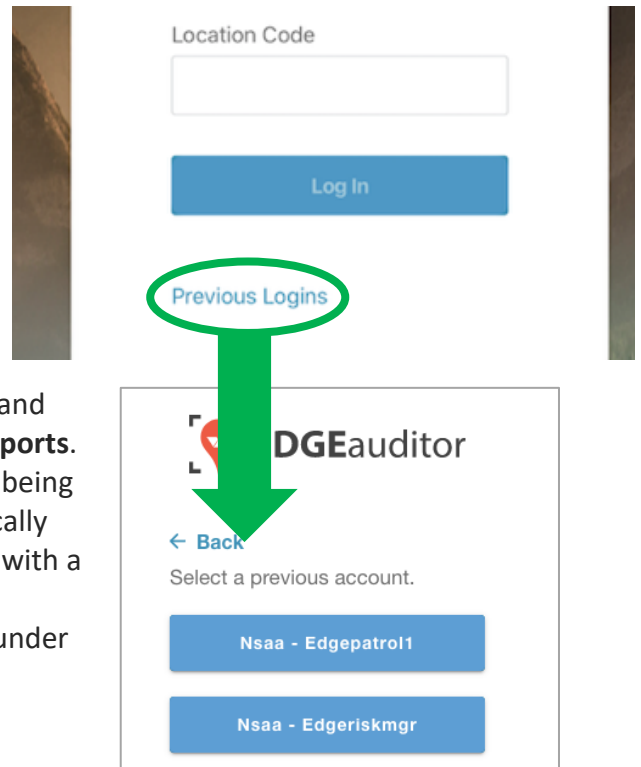 Location Code
Log In
Previous Logins
and
ports.
being
cally
with a
under
DGEauditor
← Back
Select a previous account.
Nsaa - Edgepatrol1
Nsaa - Edgeriskmgr